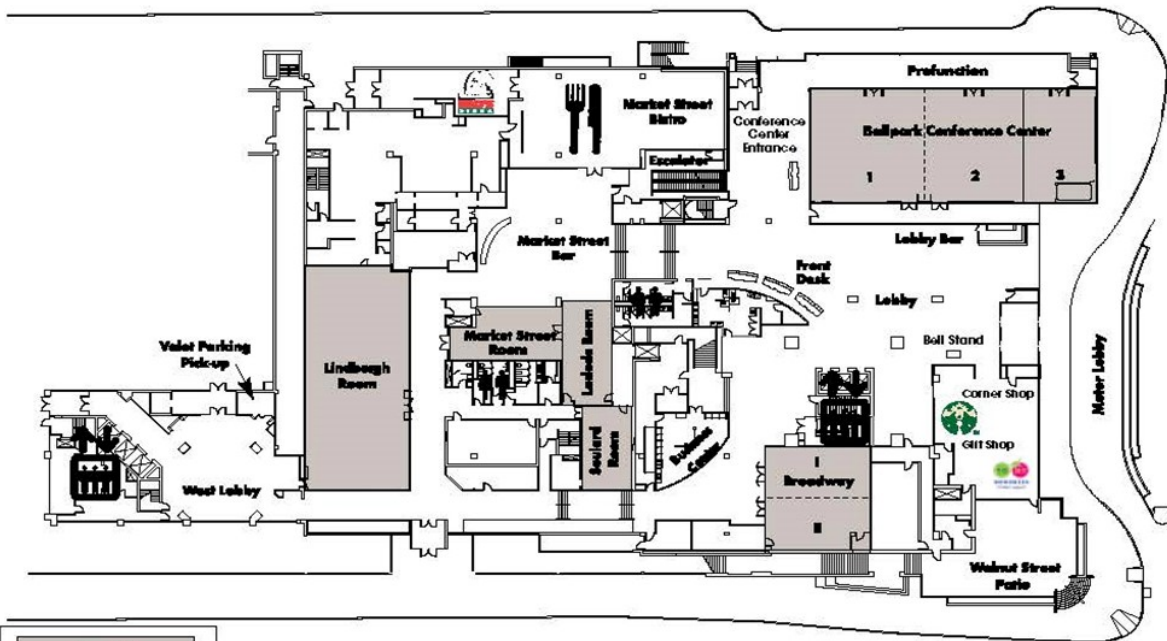 Prefunction
Market Street
Bistro
Conference
Center
Entrance
Ballpark Conference Center
1
2
3
Escalator
Market Street
Bar
Lobby Bar
Front
Desk
Lobby
Market Street
Room
Laclede Room
Bell Stand
Valet Parking
Pick-up
Lindbergh
Room
Motor Lobby
Corner Shop
Gift Shop
Soulard
Room
Business
Center
West Lobby
I
Broadway
II
Walnut Street
Patio